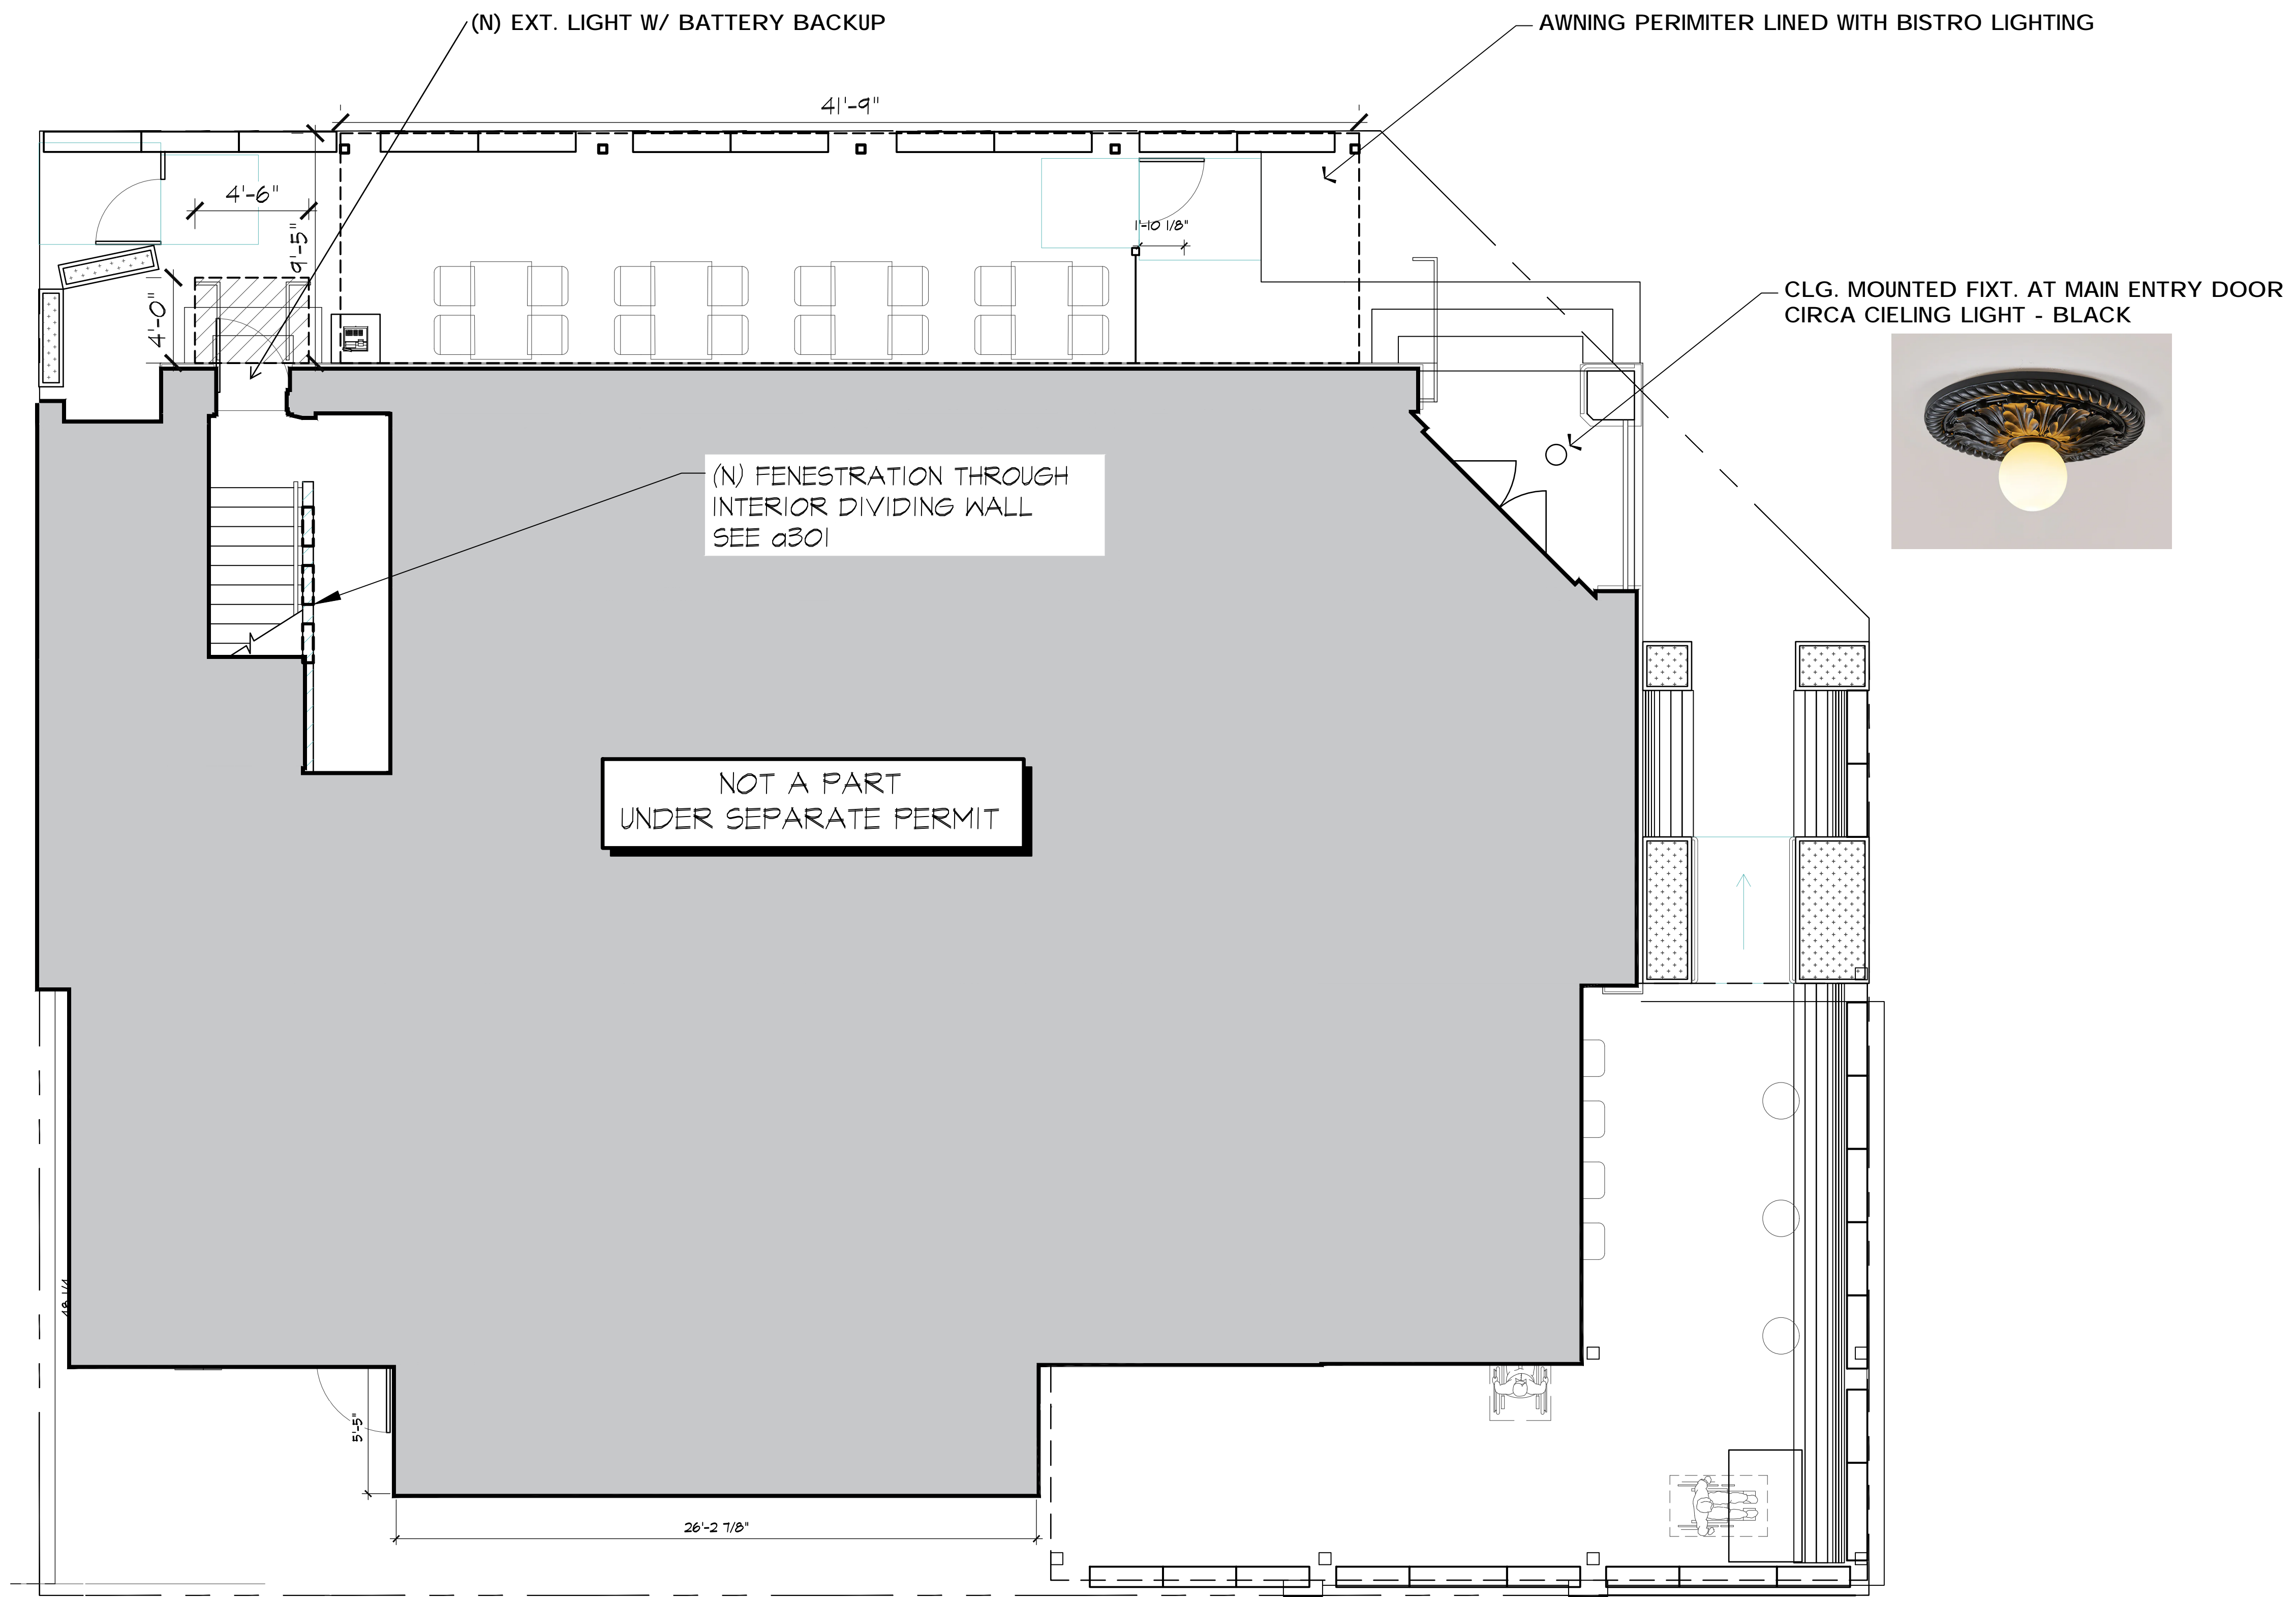 (N) EXT. LIGHT W/ BATTERY BACKUP
AWNING PERIMITER LINED WITH BISTRO LIGHTING
41'-9"
4'-6"
9'-5"
1'-10 1/8"
4'-0"
CLG. MOUNTED FIXT. AT MAIN ENTRY DOOR
CIRCA CIELING LIGHT - BLACK
(N) FENESTRATION THROUGH
INTERIOR DIVIDING WALL
SEE a301
NOT A PART
UNDER SEPARATE PERMIT
5'-5"
26'-2 7/8"